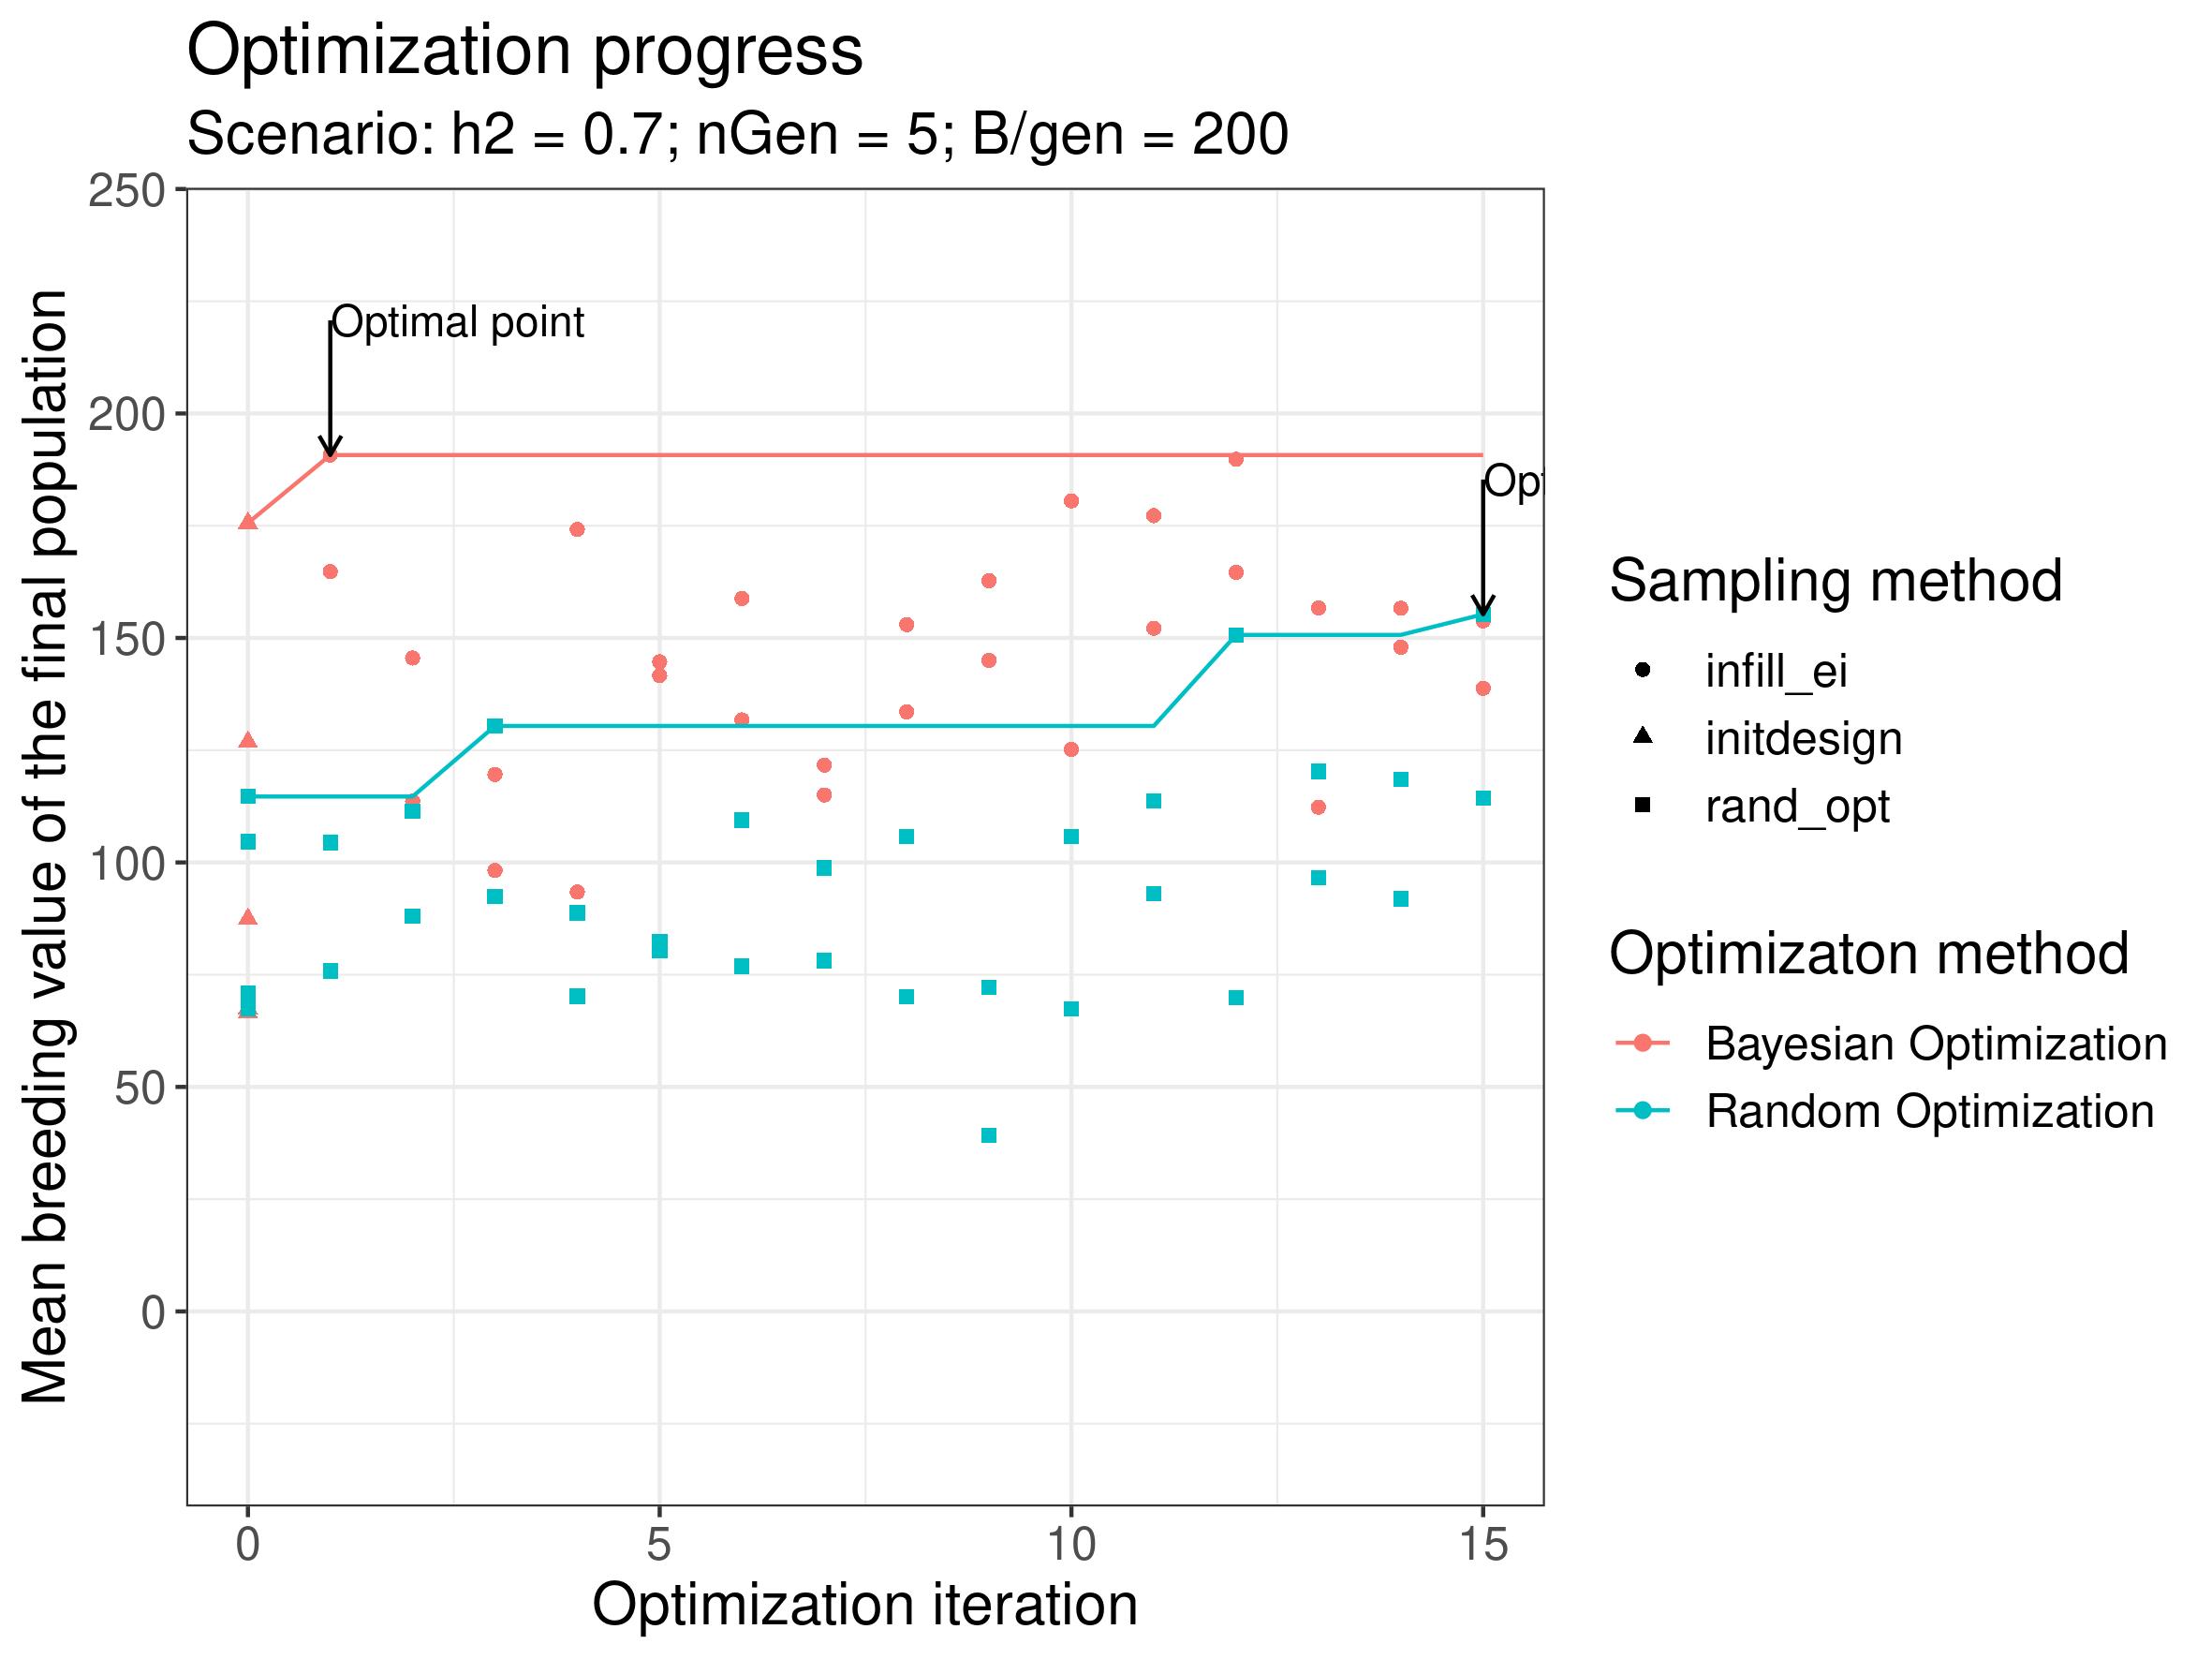 Optimization progress
Scenario: h2 = 0.7; nGen = 5; B/gen = 200
Mean breeding value of the final population
250
200
150
100
50
0
Optimal point
Opt
0 5 10 15
Optimization iteration
Sampling method
infill_ei
initdesign
rand_opt
Optimizaton method
Bayesian Optimization
Random Optimization